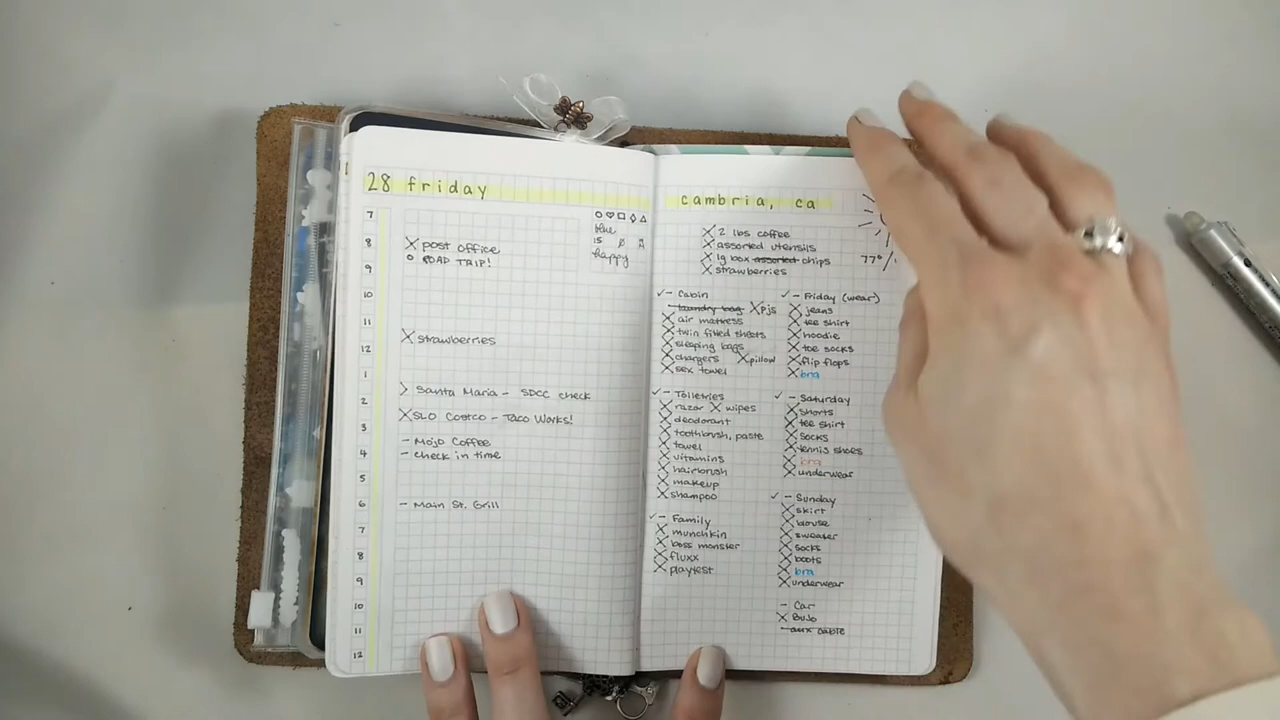 28 friday
7
8
9
10
11
12
1
2
3
4
5
6
7
8
9
10
11
12
blue
is
happy
X post office
o ROAD TRIP!
X strawberries
> Santa Maria - SDCC check
X SLO Costco - Taco Works!
- Mojo Coffee
- check in time
- Main St. Grill
cambria, ca
77°/
X 2 lbs coffee
X assorted utensils
X lg box assorted chips
X strawberries
✓- Cabin
laundry bag X PJs
X air mattress
X twin fitted sheets
X sleeping bags
X chargers X pillow
X sex towel
✓- Toiletries
X razor X wipes
X deodorant
X toothbrush, paste
X towel
X vitamins
X hairbrush
X makeup
X shampoo
✓- Family
X munchkin
X boss monster
X fluxx
X playtest
✓- Friday (wear)
X jeans
X tee shirt
X hoodie
X toe socks
X flip flops
X bra
✓- Saturday
X shorts
X tee shirt
X socks
X tennis shoes
X bra
X underwear
✓- Sunday
X skirt
X blouse
X sweater
X socks
X boots
X bra
X underwear
- Car
X BuJo
- aux cable